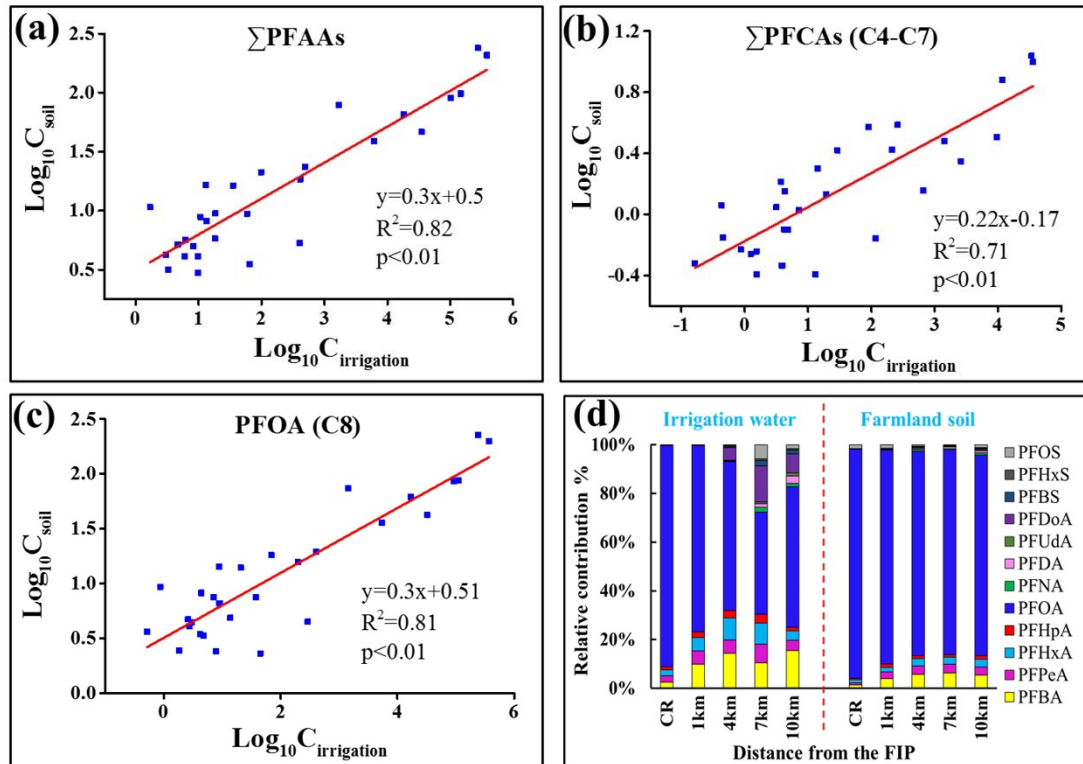 (a)
∑PFAAs
2.5
2.0
1.5
1.0
0.5
0 1 2 3 4 5 6
Log₁₀C_soil
Log₁₀C_irrigation
y=0.3x+0.5
R²=0.82
p<0.01
(b)
∑PFCAs (C4-C7)
1.2
0.8
0.4
0.0
-0.4
-1 0 1 2 3 4 5
Log₁₀C_soil
Log₁₀C_irrigation
y=0.22x-0.17
R²=0.71
p<0.01
(c)
PFOA (C8)
2.5
2.0
1.5
1.0
0.5
0.0
0 2 4 6
Log₁₀C_soil
Log₁₀C_irrigation
y=0.3x+0.51
R²=0.81
p<0.01
(d)
Irrigation water
Farmland soil
100%
80%
60%
40%
20%
0%
Relative contribution %
CR 1km 4km 7km 10km CR 1km 4km 7km 10km
Distance from the FIP
PFOS
PFHxS
PFBS
PFDoA
PFUdA
PFDA
PFNA
PFOA
PFHpA
PFHxA
PFPeA
PFBA